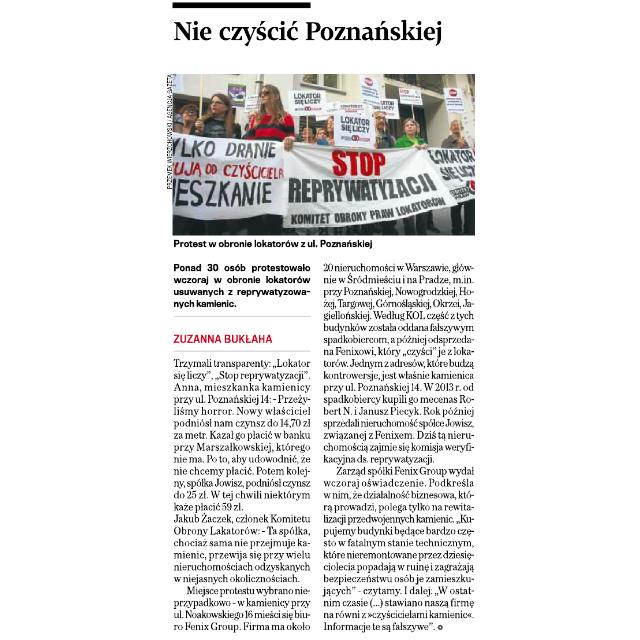 Nie czyścić Poznańskiej
PRZEMEK WIERZCHOWSKI / AGENCJA GAZETA
LOKATOR
SIĘ LICZY
LOKATOR
SIĘ LICZY
STOP
TYLKO DRANIE
UJĄ OD CZYŚCICIELA
MIESZKANIE
STOP
REPRYWATYZACJI
KOMITET OBRONY PRAW LOKATORÓW
LOKATOR
SIĘ LICZY
Protest w obronie lokatorów z ul. Poznańskiej
Ponad 30 osób protestowało
wczoraj w obronie lokatorów
usuwanych z reprywatyzowa-
nych kamienic.
ZUZANNA BUKŁAHA
Trzymali transparenty: „Lokator
się liczy”, „Stop reprywatyzacji”.
Anna, mieszkanka kamienicy
przy ul. Poznańskiej 14: - Przeży-
liśmy horror. Nowy właściciel
podniósł nam czynsz do 14,70 zł
za metr. Kazał go płacić w banku
przy Marszałkowskiej, którego
nie ma. Po to, aby udowodnić, że
nie chcemy płacić. Potem kolej-
ny, spółka Jowisz, podniósł czynsz
do 25 zł. W tej chwili niektórym
każe płacić 59 zł.
Jakub Żaczek, członek Komitetu
Obrony Lakatorów: - Ta spółka,
chociaż sama nie przejmuje ka-
mienic, przewija się przy wielu
nieruchomościach odzyskanych
w niejasnych okolicznościach.
Miejsce protestu wybrano nie-
przypadkowo - w kamienicy przy
ul. Noakowskiego 16 mieści się biu-
ro Fenix Group. Firma ma około
20 nieruchomości w Warszawie, głów-
nie w Śródmieściu i na Pradze, m.in.
przy Poznańskiej, Nowogrodzkiej, Ho-
żej, Targowej, Górnośląskiej, Okrzei, Ja-
giellońskiej. Według KOL część z tych
budynków została oddana fałszywym
spadkobiercom, a później odsprzeda-
na Fenixowi, który „czyści” je z loka-
torów. Jednym z adresów, które budzą
kontrowersje, jest właśnie kamienica
przy ul. Poznańskiej 14. W 2013 r. od
spadkobiercy kupili go mecenas Ro-
bert N. i Janusz Piecyk. Rok później
sprzedali nieruchomość spółce Jowisz,
związanej z Fenixem. Dziś tą nieru-
chomością zajmie się komisja weryfi-
kacyjna ds. reprywatyzacji.
Zarząd spółki Fenix Group wydał
wczoraj oświadczenie. Podkreśla
w nim, że działalność biznesowa, któ-
rą prowadzi, polega tylko na rewita-
lizacji przedwojennych kamienic. „Ku-
pujemy budynki będące bardzo czę-
sto w fatalnym stanie technicznym,
które nieremontowane przez dziesię-
ciolecia popadają w ruinę i zagrażają
bezpieczeństwu osób je zamieszku-
jących” - czytamy. I dalej: „W ostat-
nim czasie (...) stawiano naszą firmę
na równi z »czyścicielami kamienic«.
Informacje te są fałszywe”.